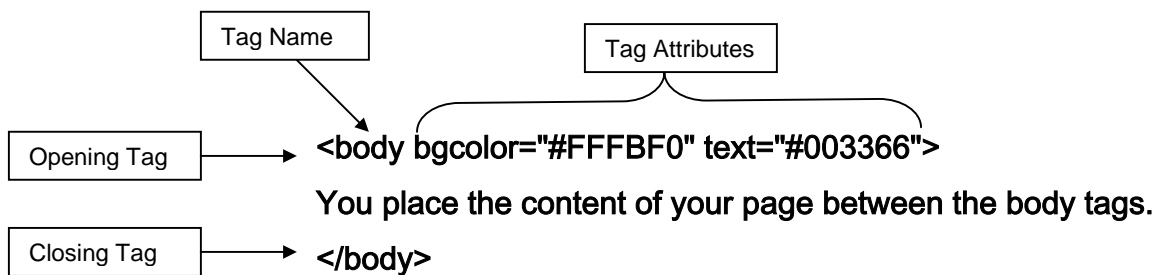 Tag Name
Tag Attributes
Opening Tag
<body bgcolor="#FFFBF0" text="#003366">
You place the content of your page between the body tags.
Closing Tag
</body>